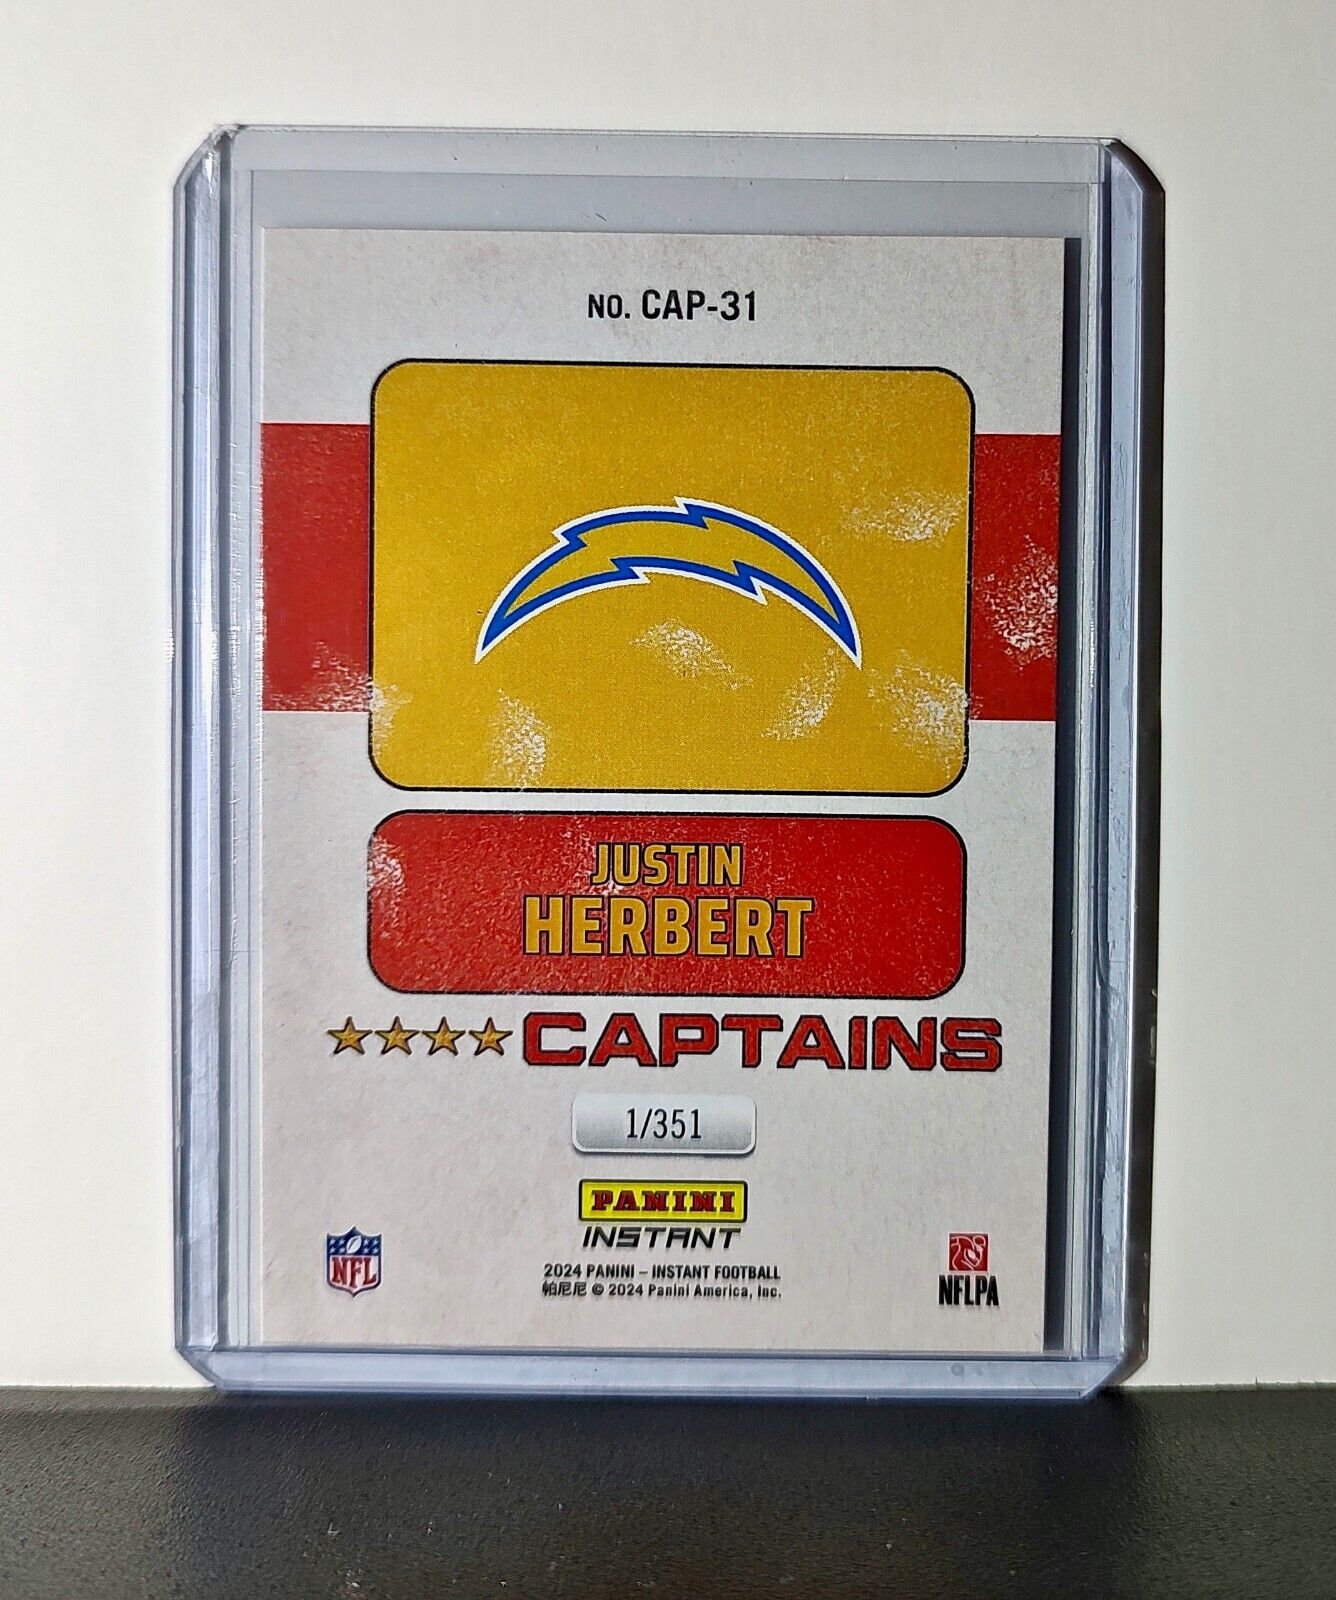 NO. CAP-31
JUSTIN
HERBERT
CAPTAINS
1/351
PANINI
INSTANT
NFL
NFLPA
2024 PANINI – INSTANT FOOTBALL
帕尼尼 © 2024 Panini America, Inc.